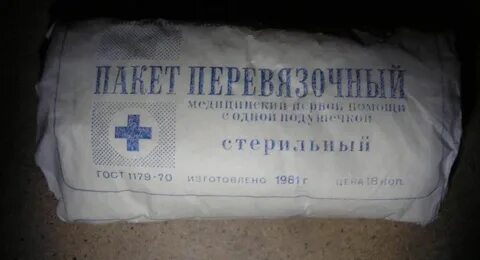 ПАКЕТ ПЕРЕВЯЗОЧНЫЙ
медицинский первой помощи
с одной подушечкой
стерильный
ГОСТ 1179-70 ИЗГОТОВЛЕНО 1981 г ЦЕНА 18 КОП.